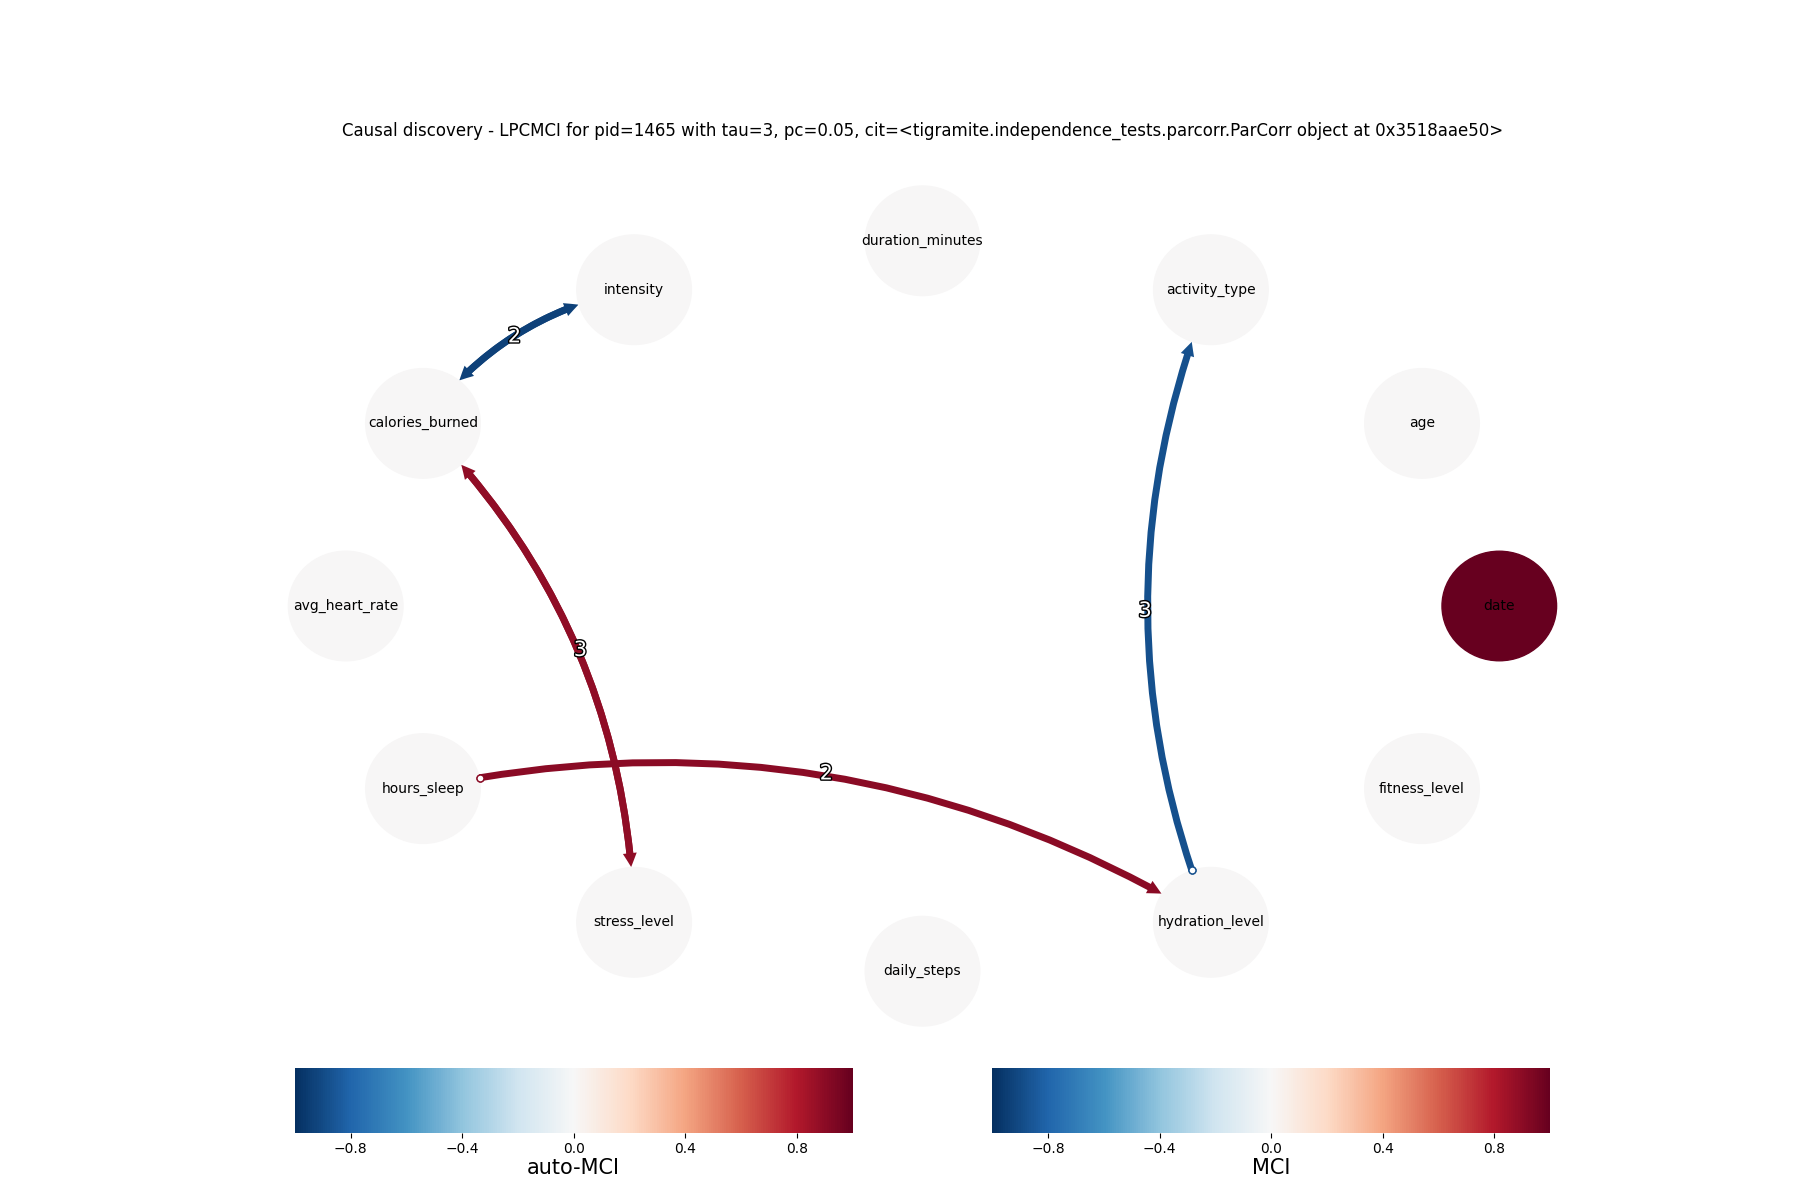 Causal discovery - LPCMCI for pid=1465 with tau=3, pc=0.05, cit=<tigramite.independence_tests.parcorr.ParCorr object at 0x3518aae50>
duration_minutes
intensity
activity_type
2
calories_burned
age
avg_heart_rate
date
3
3
2
hours_sleep
fitness_level
stress_level
hydration_level
daily_steps
−0.8 −0.4 0.0 0.4 0.8
auto-MCI
−0.8 −0.4 0.0 0.4 0.8
MCI